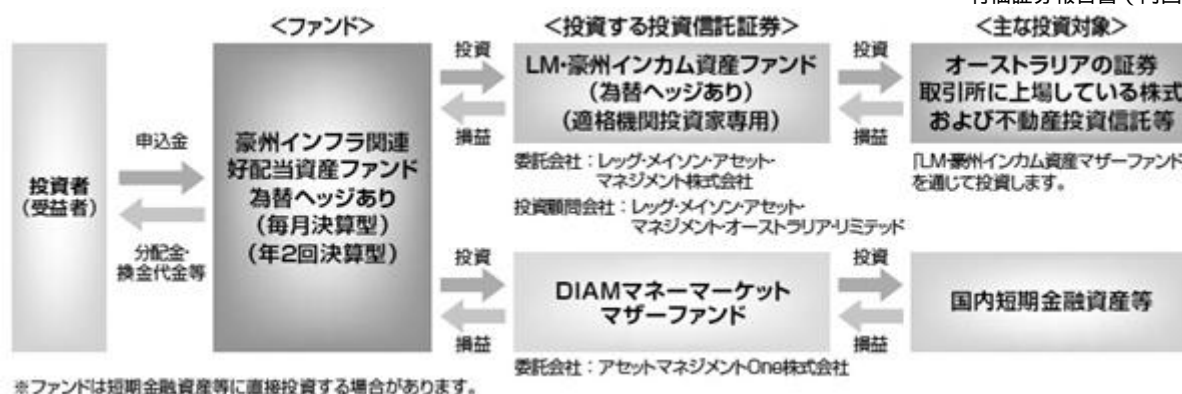 有価証券報告書(内国
<ファンド>
<投資する投資信託証券>
<主な投資対象>
投資者
(受益者)
申込金
分配金・
換金代金等
豪州インフラ関連
好配当資産ファンド
為替ヘッジあり
(毎月決算型)
(年2回決算型)
投資
損益
LM・豪州インカム資産ファンド
(為替ヘッジあり)
(適格機関投資家専用)
委託会社:レッグ・メイソン・アセット・
マネジメント株式会社
投資顧問会社:レッグ・メイソン・アセット・
マネジメント・オーストラリア・リミテッド
投資
損益
オーストラリアの証券
取引所に上場している株式
および不動産投資信託等
「LM・豪州インカム資産マザーファンド
を通じて投資します。
投資
損益
DIAMマネーマーケット
マザーファンド
委託会社:アセットマネジメントOne株式会社
投資
損益
国内短期金融資産等
※ファンドは短期金融資産等に直接投資する場合があります。